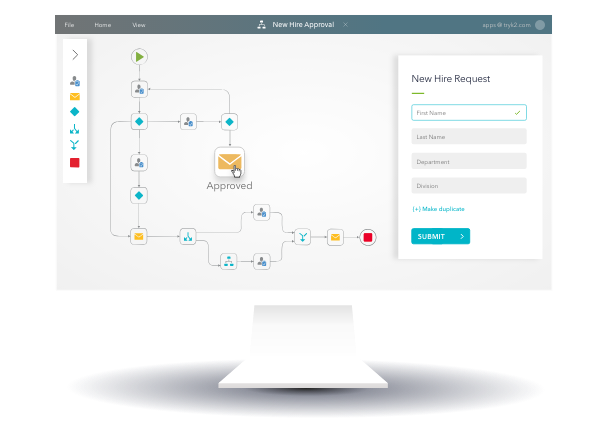 File Home View New Hire Approval × apps @ tryk2.com
New Hire Request
First Name
Last Name
Department
Division
(+) Make duplicate
SUBMIT
Approved